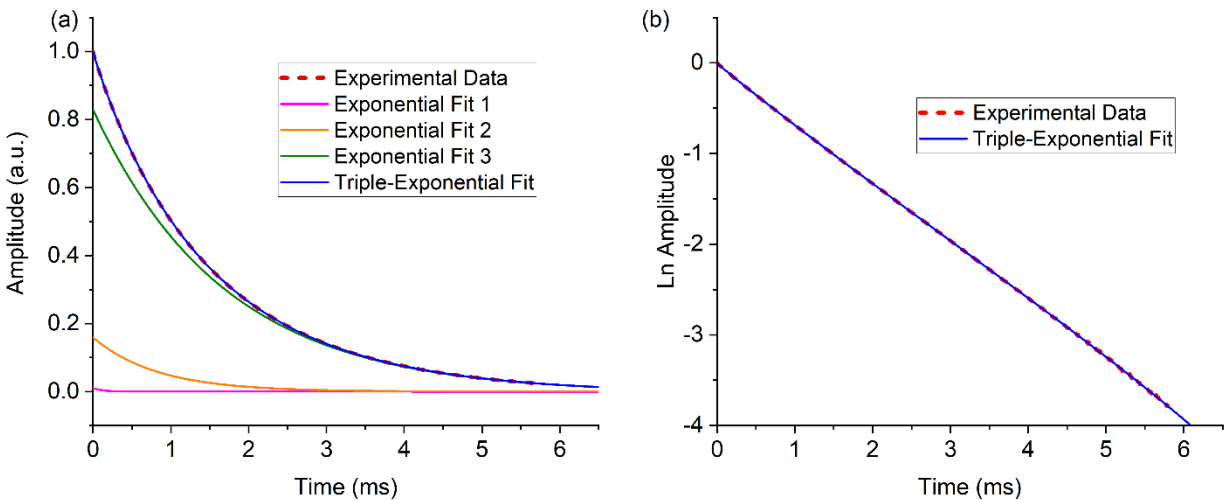 (a)
1.0
0.8
0.6
0.4
0.2
0.0
Amplitude (a.u.)
Experimental Data
Exponential Fit 1
Exponential Fit 2
Exponential Fit 3
Triple-Exponential Fit
0 1 2 3 4 5 6
Time (ms)
(b)
0
-1
-2
-3
-4
Ln Amplitude
Experimental Data
Triple-Exponential Fit
0 1 2 3 4 5 6
Time (ms)